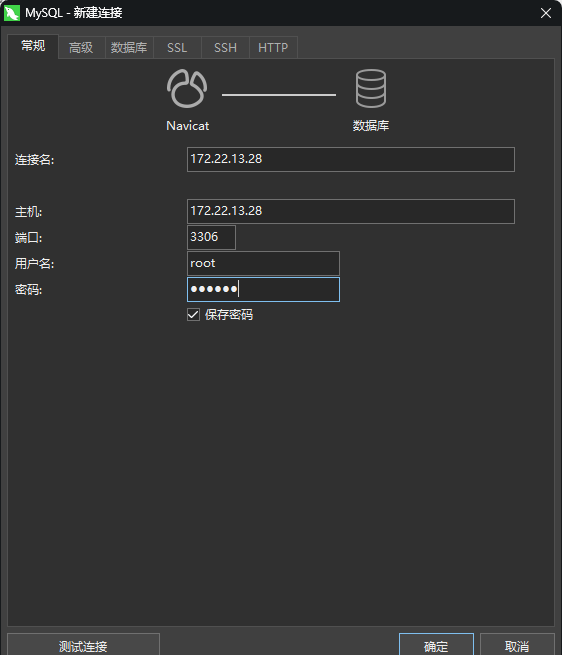 MySQL - 新建连接
常规 高级 数据库 SSL SSH HTTP
Navicat 数据库
连接名: 172.22.13.28
主机: 172.22.13.28
端口: 3306
用户名: root
密码: ●●●●●●
保存密码
测试连接 确定 取消